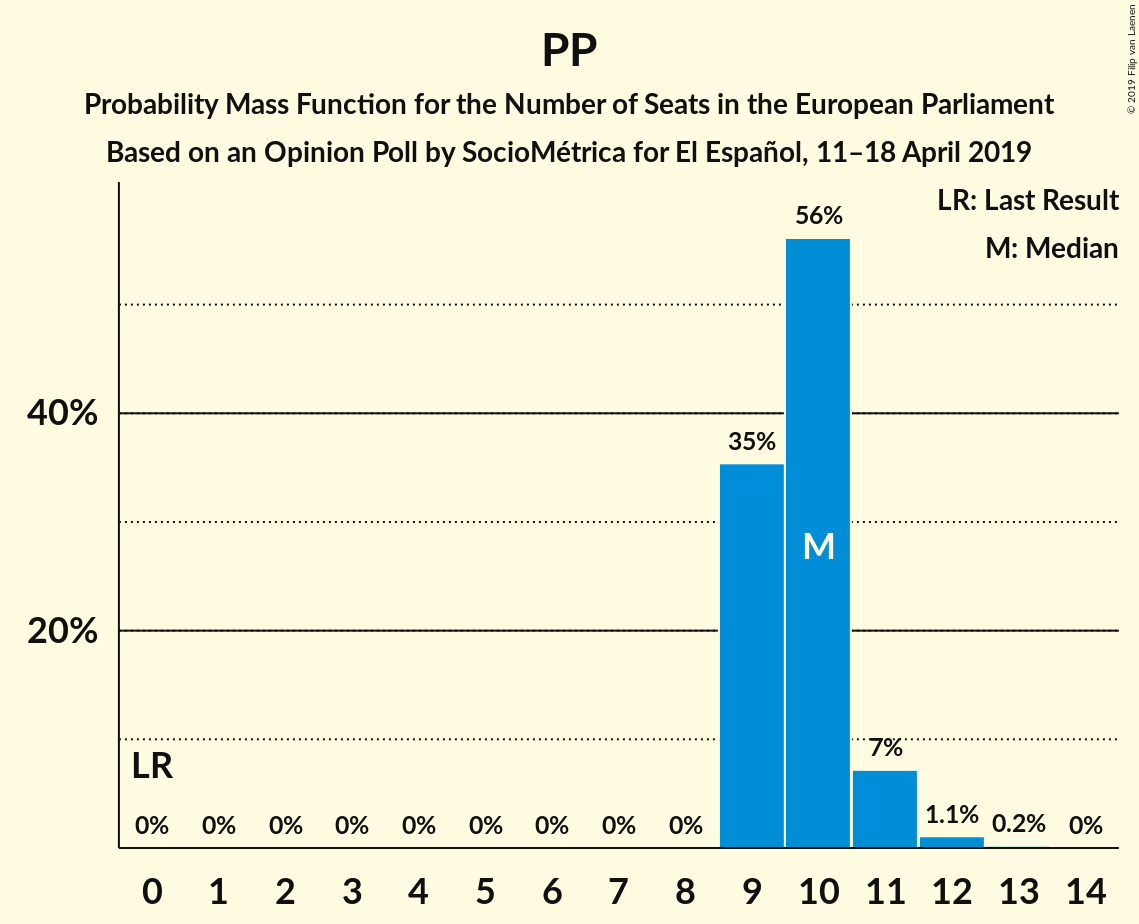 PP
Probability Mass Function for the Number of Seats in the European Parliament
Based on an Opinion Poll by SocioMétrica for El Español, 11–18 April 2019
© 2019 Filip van Laenen
LR: Last Result
M: Median
56%
40%
35%
M
20%
LR
7%
0% 0% 0% 0% 0% 0% 0% 0% 0% 1.1% 0.2% 0%
0 1 2 3 4 5 6 7 8 9 10 11 12 13 14